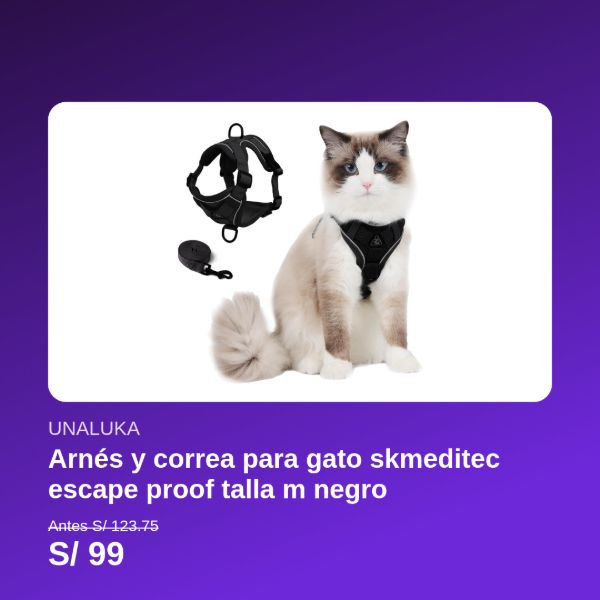 UNALUKA
Arnés y correa para gato skmeditec
escape proof talla m negro
Antes S/ 123.75
S/ 99